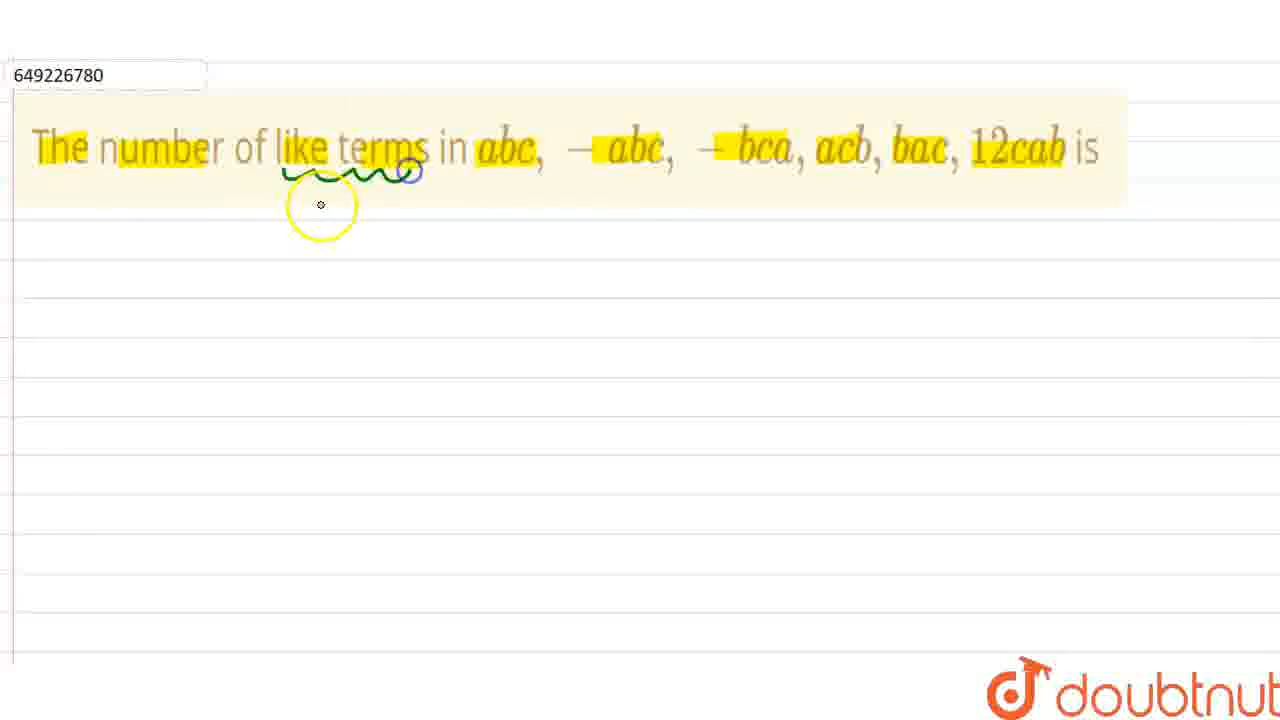 649226780
The number of like terms in abc, − abc, − bca, acb, bac, 12cab is
doubtnut